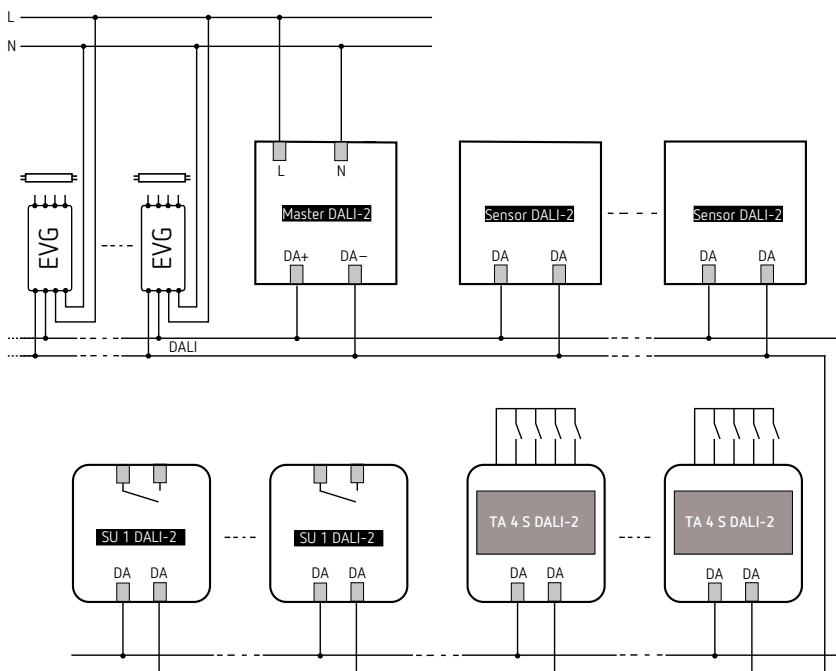 L
N
L N
Master DALI-2
Sensor DALI-2
Sensor DALI-2
EVG
EVG
DA+ DA−
DA DA
DA DA
DALI
SU 1 DALI-2
SU 1 DALI-2
TA 4 S DALI-2
TA 4 S DALI-2
DA DA
DA DA
DA DA
DA DA